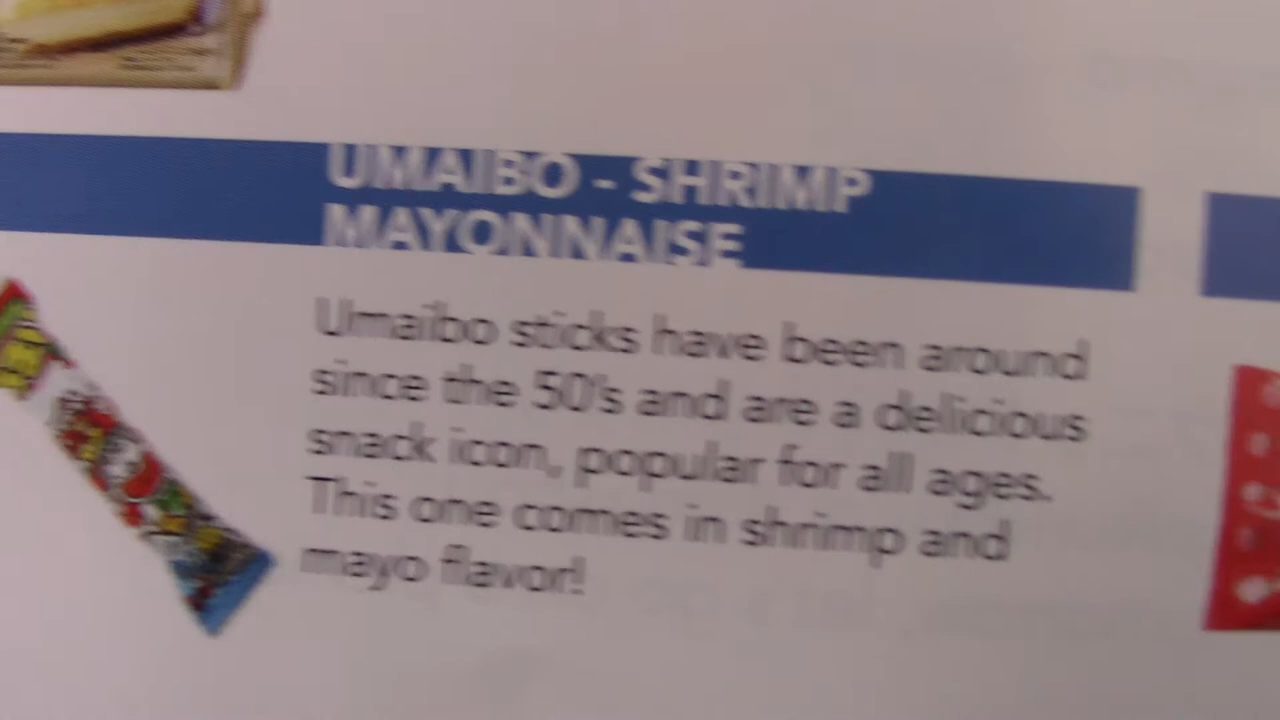 UMAIBO - SHRIMP
MAYONNAISE
Umaibo sticks have been around
since the 50's and are a delicious
snack icon, popular for all ages.
This one comes in shrimp and
mayo flavor!